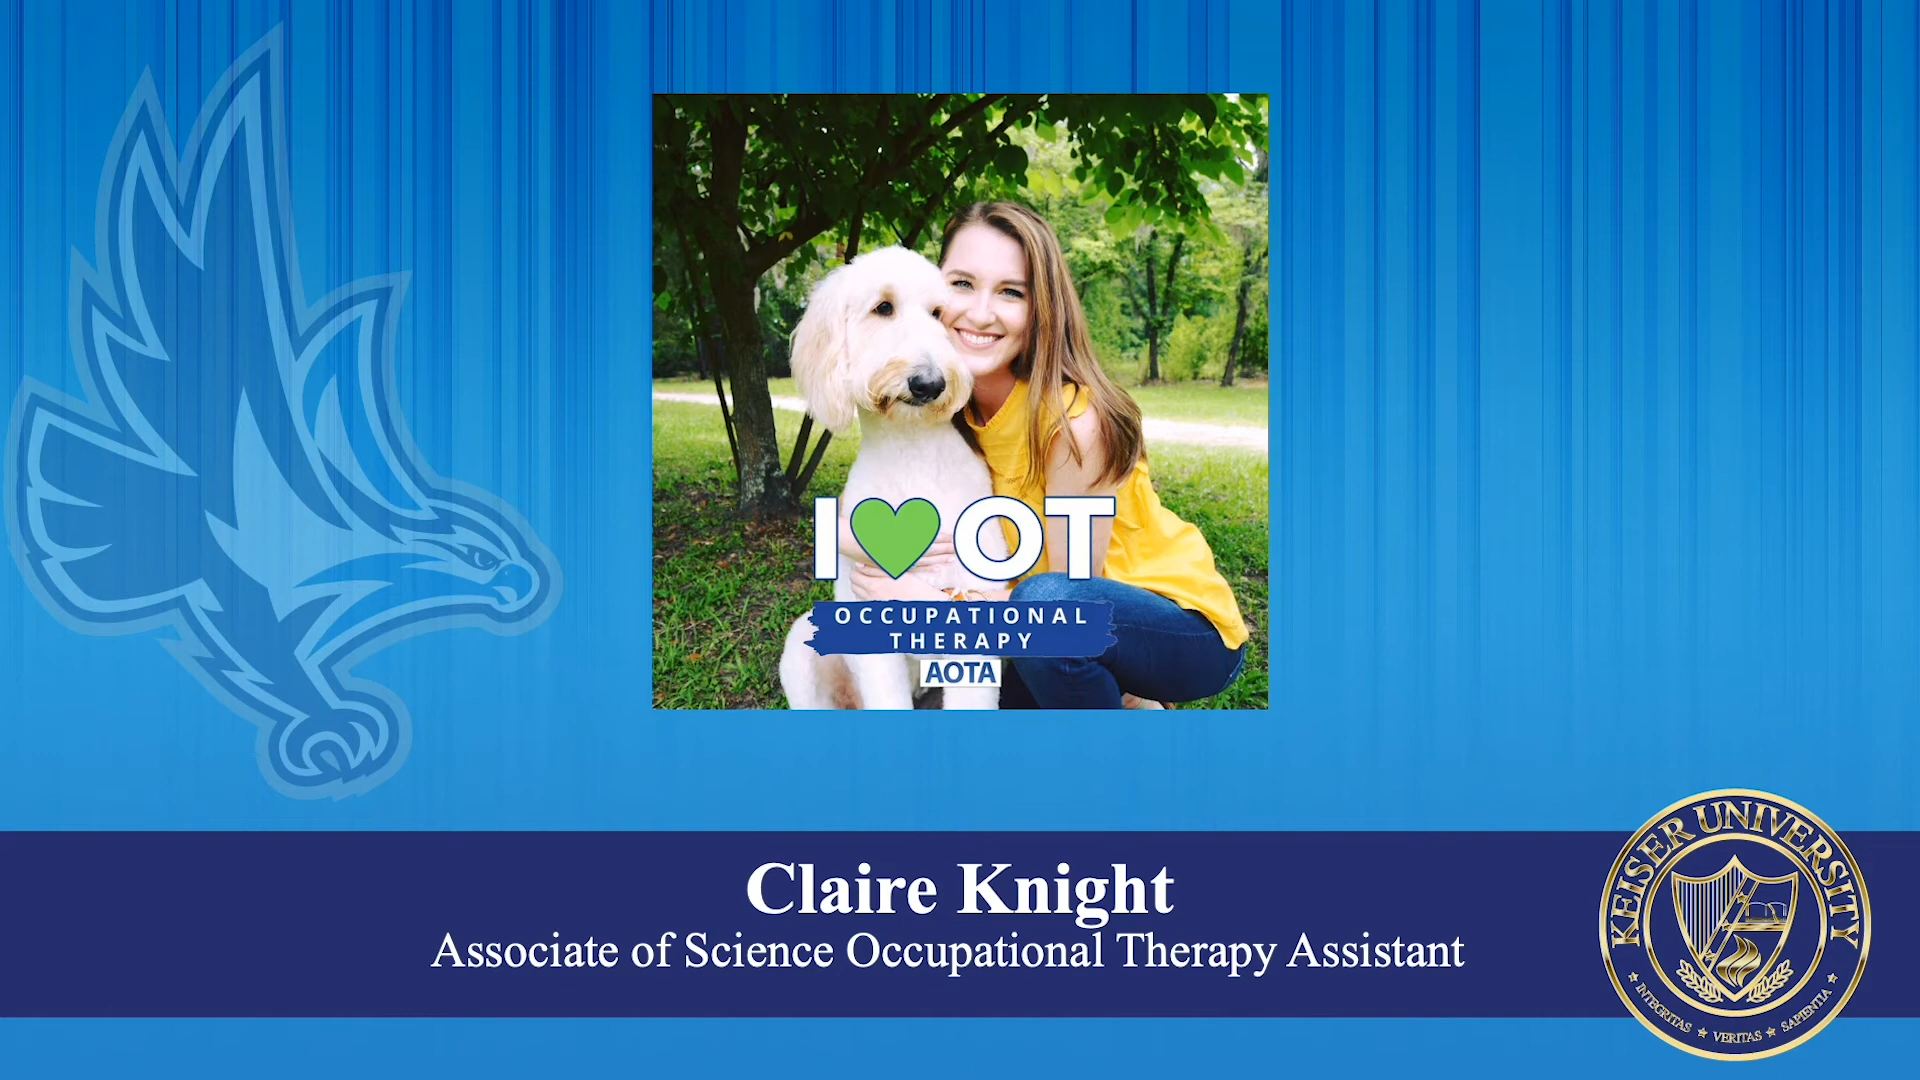 I 💚 OT
OCCUPATIONAL
THERAPY
AOTA
Claire Knight
Associate of Science Occupational Therapy Assistant
KEISER UNIVERSITY
INTEGRITAS ★ VERITAS ★ SAPIENTIA